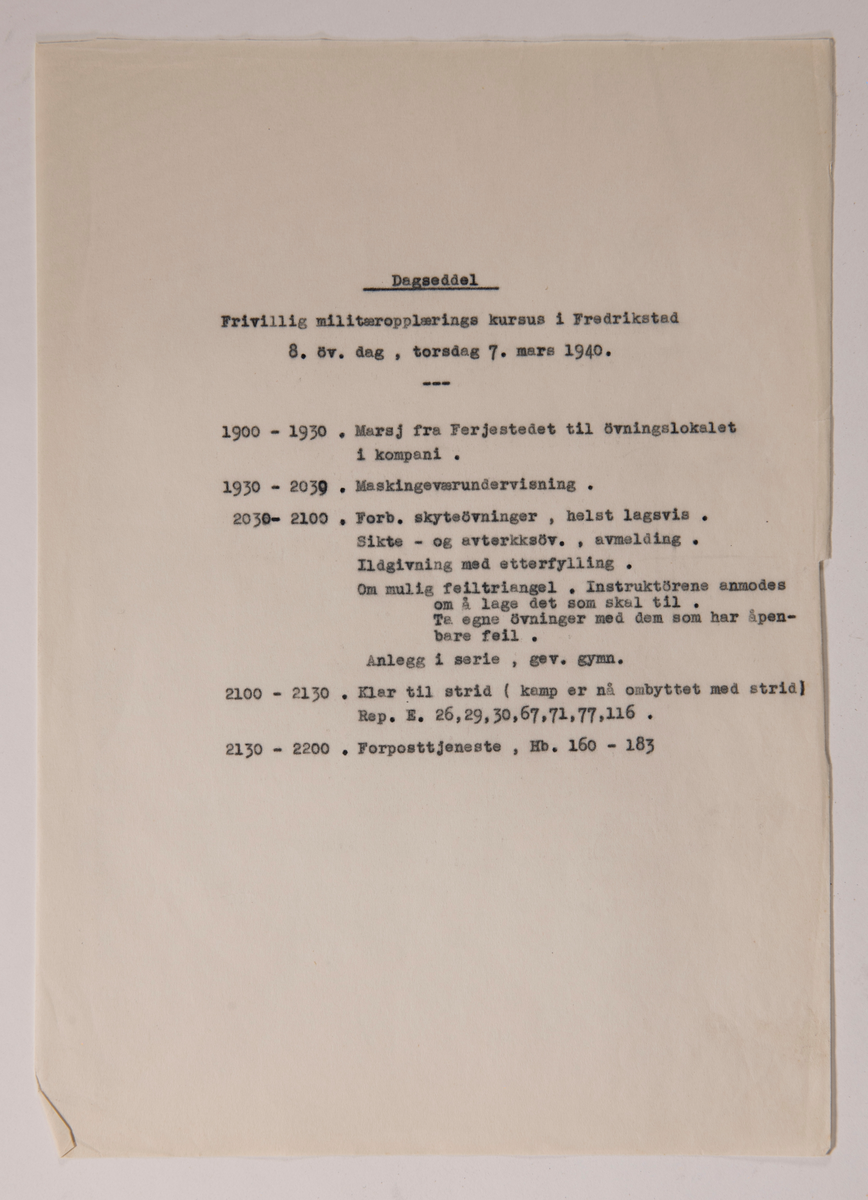 Dagseddel
Frivillig militæropplærings kursus i Fredrikstad
8. öv. dag , torsdag 7. mars 1940.
---
1900 - 1930 . Marsj fra Ferjestedet til övningslokalet
i kompani .
1930 - 2030 . Maskingeværundervisning .
2030- 2100 . Forb. skyteövninger , helst lagsvis .
Sikte - og avterkksöv. , avmelding .
Ildgivning med etterfylling .
Om mulig feiltriangel . Instruktörene anmodes
om å lage det som skal til .
Ta egne övninger med dem som har åpen-
bare feil .
Anlegg i serie , gev. gymn.
2100 - 2130 . Klar til strid ( kamp er nå ombyttet med strid)
Rep. E. 26,29,30,67,71,77,116 .
2130 - 2200 . Forposttjeneste , Hb. 160 - 183